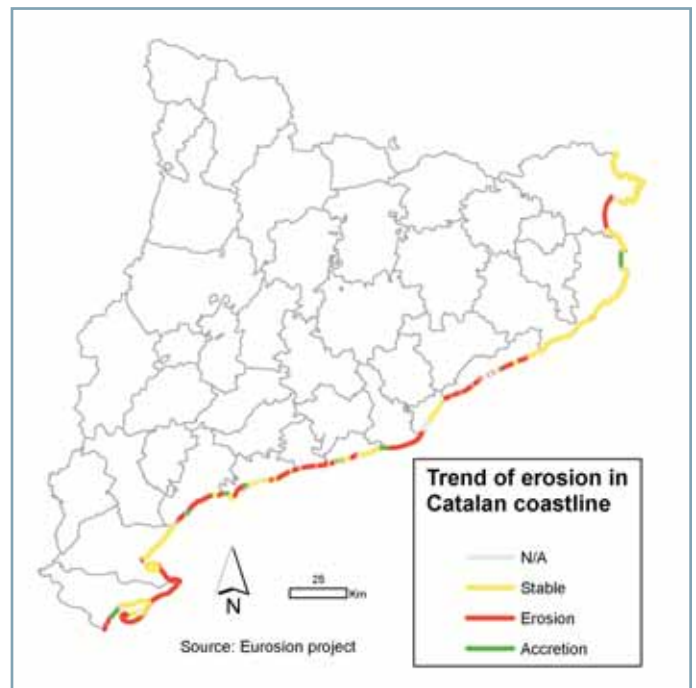 Trend of erosion in
Catalan coastline
N/A
Stable
Erosion
Accretion
25
Km
N
Source: Eurosion project